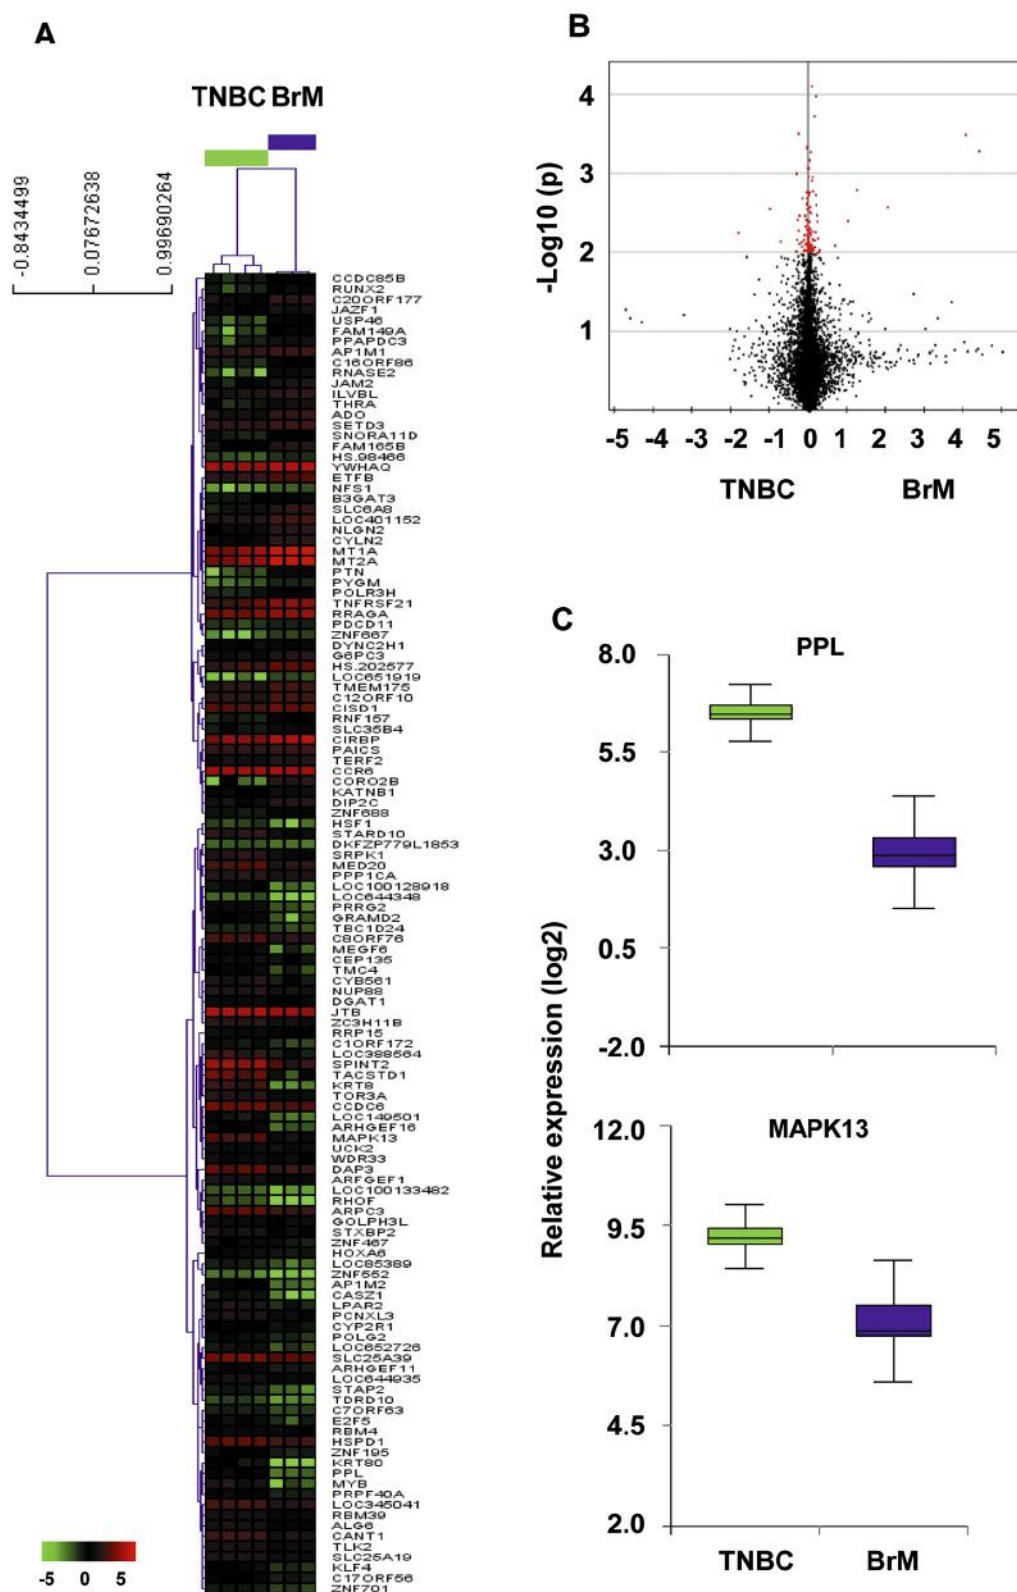 A
TNBC BrM
-0.8434499
0.07672638
0.99690264
CCDC85B
RUNX2
C20ORF177
JAZF1
USP46
FAM149A
PPAPDC3
AP1M1
C16ORF86
RNASE2
JAM2
ILVBL
THRA
ADO
SETD3
SNORA11D
FAM165B
HS.98466
YWHAQ
ETFB
NFS1
B3GAT3
SLC6A8
LOC401152
NLGN2
CYLN2
MT1A
MT2A
PTN
PYGM
POLR3H
TNFRSF21
RRAGA
PDCD11
ZNF667
DYNC2H1
G6PC3
HS.202577
LOC651919
TMEM175
C12ORF10
CISD1
RNF157
SLC35B4
CIRBP
PAICS
TERF2
CCR6
CORO2B
KATNB1
DIP2C
ZNF688
HSF1
STARD10
DKFZP779L1853
SRPK1
MED20
PPP1CA
LOC100128918
LOC644348
PRRG2
GRAMD2
TBC1D24
C8ORF76
MEGF6
CEP135
TMC4
CYB561
NUP88
DGAT1
JTB
ZC3H11B
RRP15
C1ORF172
LOC388564
SPINT2
TACSTD1
KRT8
TOR3A
CCDC6
LOC149501
ARHGEF16
MAPK13
UCK2
WDR33
DAP3
ARFGEF1
LOC100133482
RHOF
ARPC3
GOLPH3L
STXBP2
ZNF467
HOXA6
LOC85389
ZNF552
AP1M2
CASZ1
LPAR2
PCNXL3
CYP2R1
POLG2
LOC652726
SLC25A39
ARHGEF11
LOC644935
STAP2
TDRD10
C7ORF63
E2F5
RBM4
HSPD1
ZNF195
KRT80
PPL
MYB
PRPF40A
LOC345041
RBM39
ALG6
CANT1
TLK2
SLC25A19
KLF4
C17ORF56
ZNF701
-5 0 5
B
-Log10 (p)
4
3
2
1
-5 -4 -3 -2 -1 0 1 2 3 4 5
TNBC BrM
C
Relative expression (log2)
PPL
8.0
5.5
3.0
0.5
-2.0
MAPK13
12.0
9.5
7.0
4.5
2.0
TNBC BrM